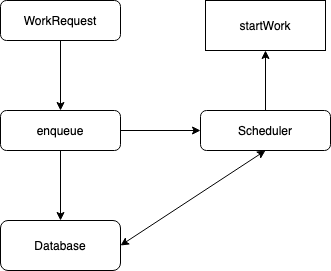 WorkRequest
startWork
enqueue
Scheduler
Database